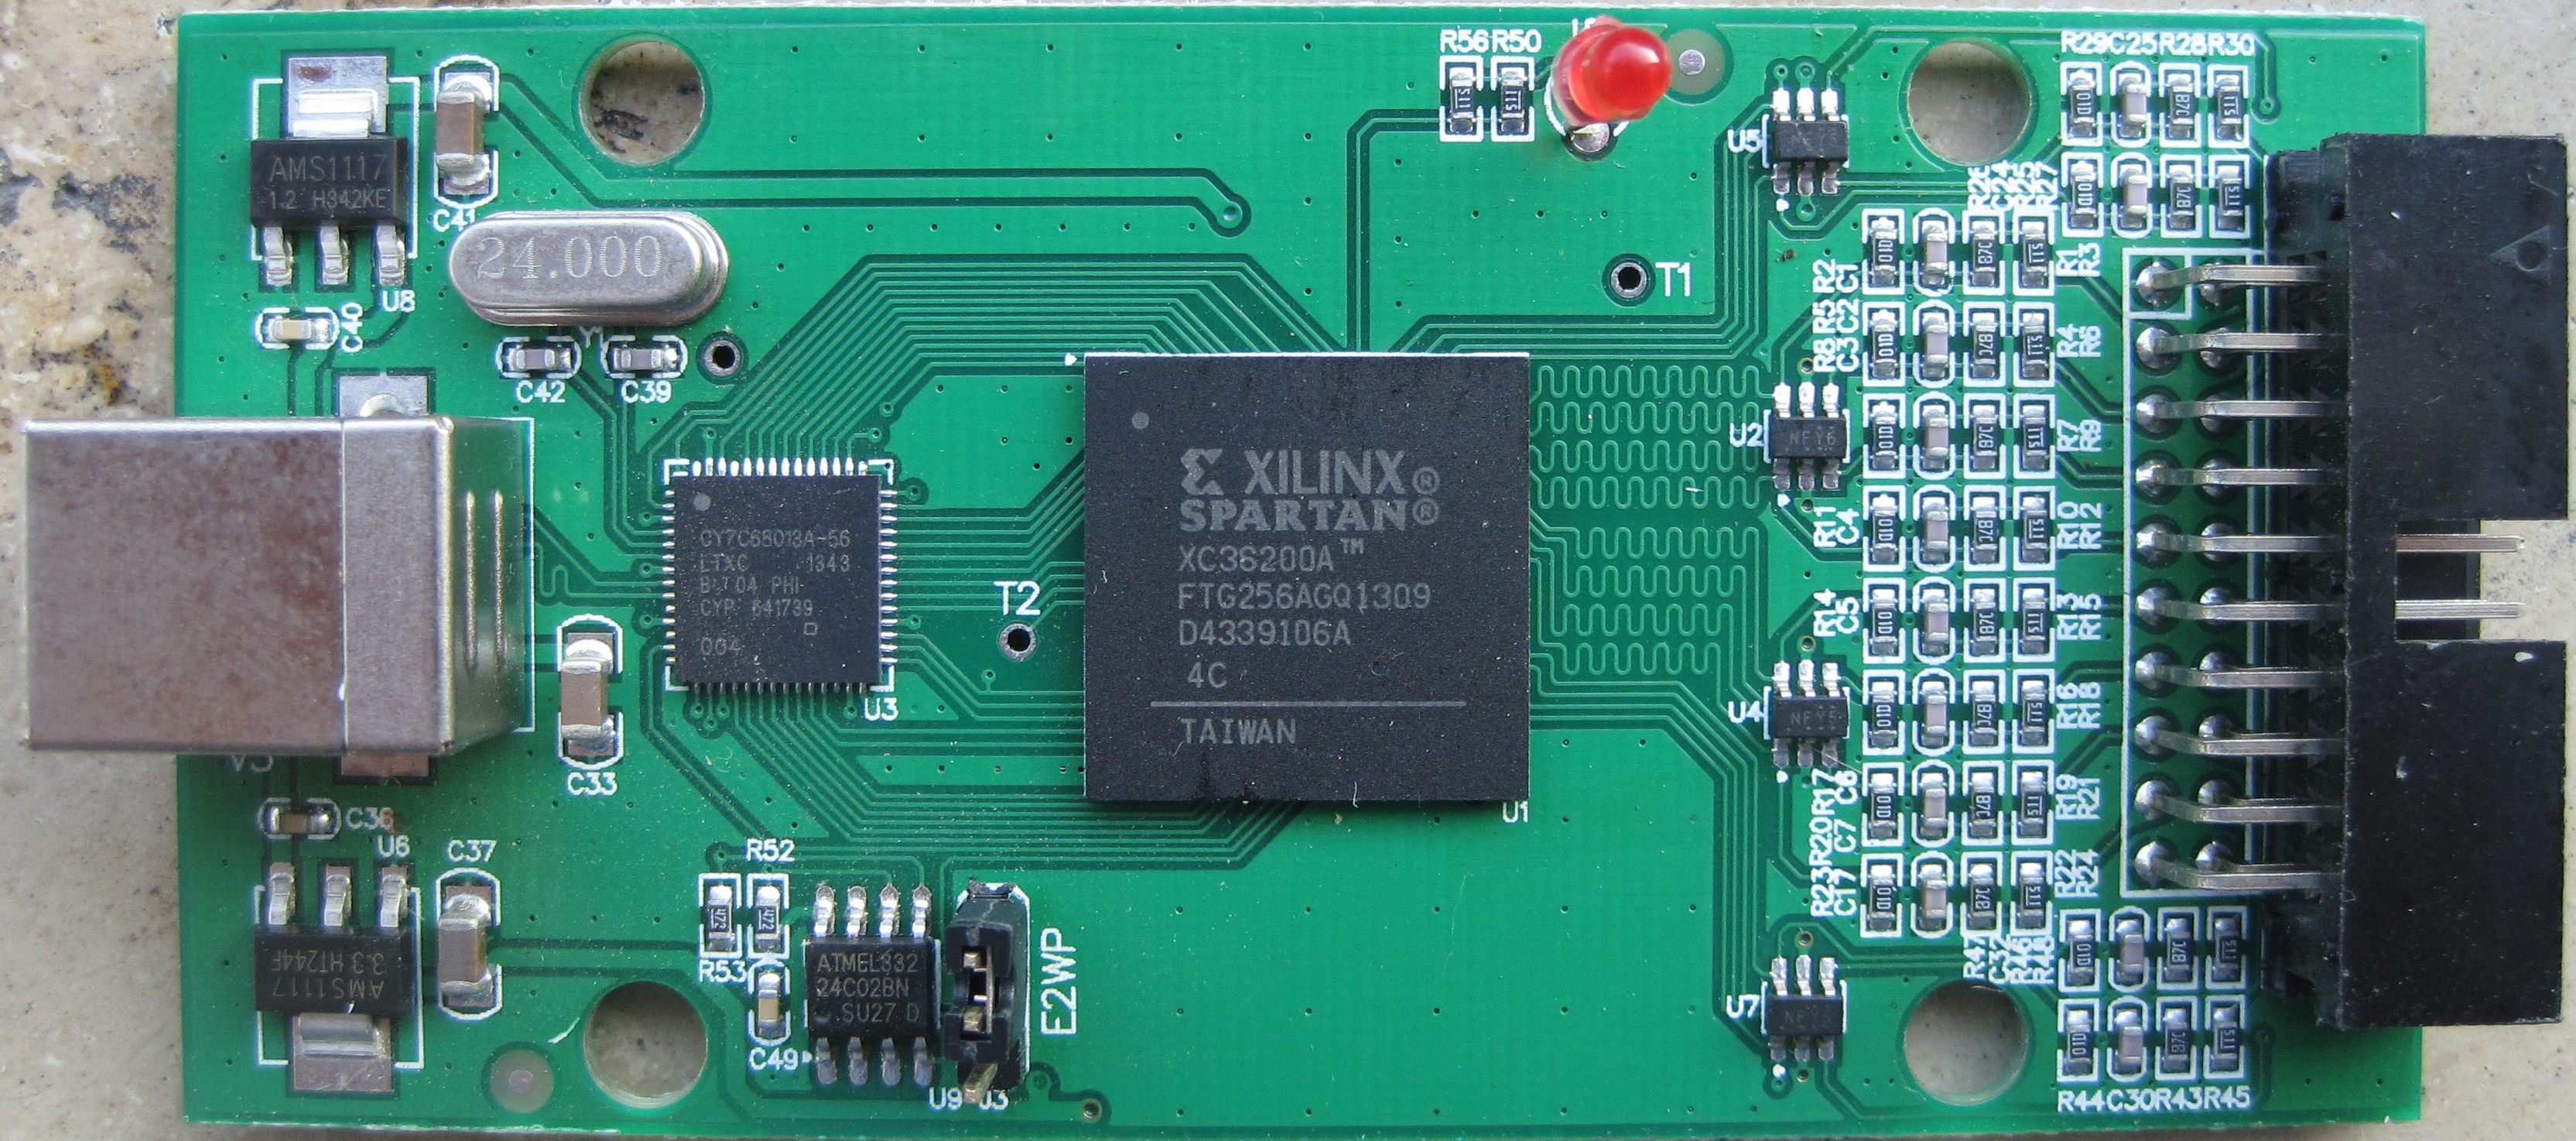 R56 R50
R29 C25 R28 R30
AMS1117
1.2 H342KE
U5
C41
24.000
T1
U8
C40
Y1
R2
C1
R1
R3
R5
C2
R8
C3
R4
R6
C42
C39
U2
NFY6
R7
R9
XILINX®
SPARTAN®
XC3S200A™
FTG256AGQ1309
D4339106A
4C
TAIWAN
CY7C68013A-56
LTXC 1343
B 04 PHI
CYP 641739
004
R11
C4
R10
R12
T2
R14
C5
R13
R15
U3
U4
R16
R18
C33
U1
R17
C6
R20
C7
R19
R21
C36
U6
C37
R52
R23
C17
R22
R24
R53
472
472
AMS1117
3.3 HT244F
ATMEL332
24C02BN
SU27 D
E2WP
R47
C32
R46
R48
U7
C49
U9 J3
R44 C30 R43 R45